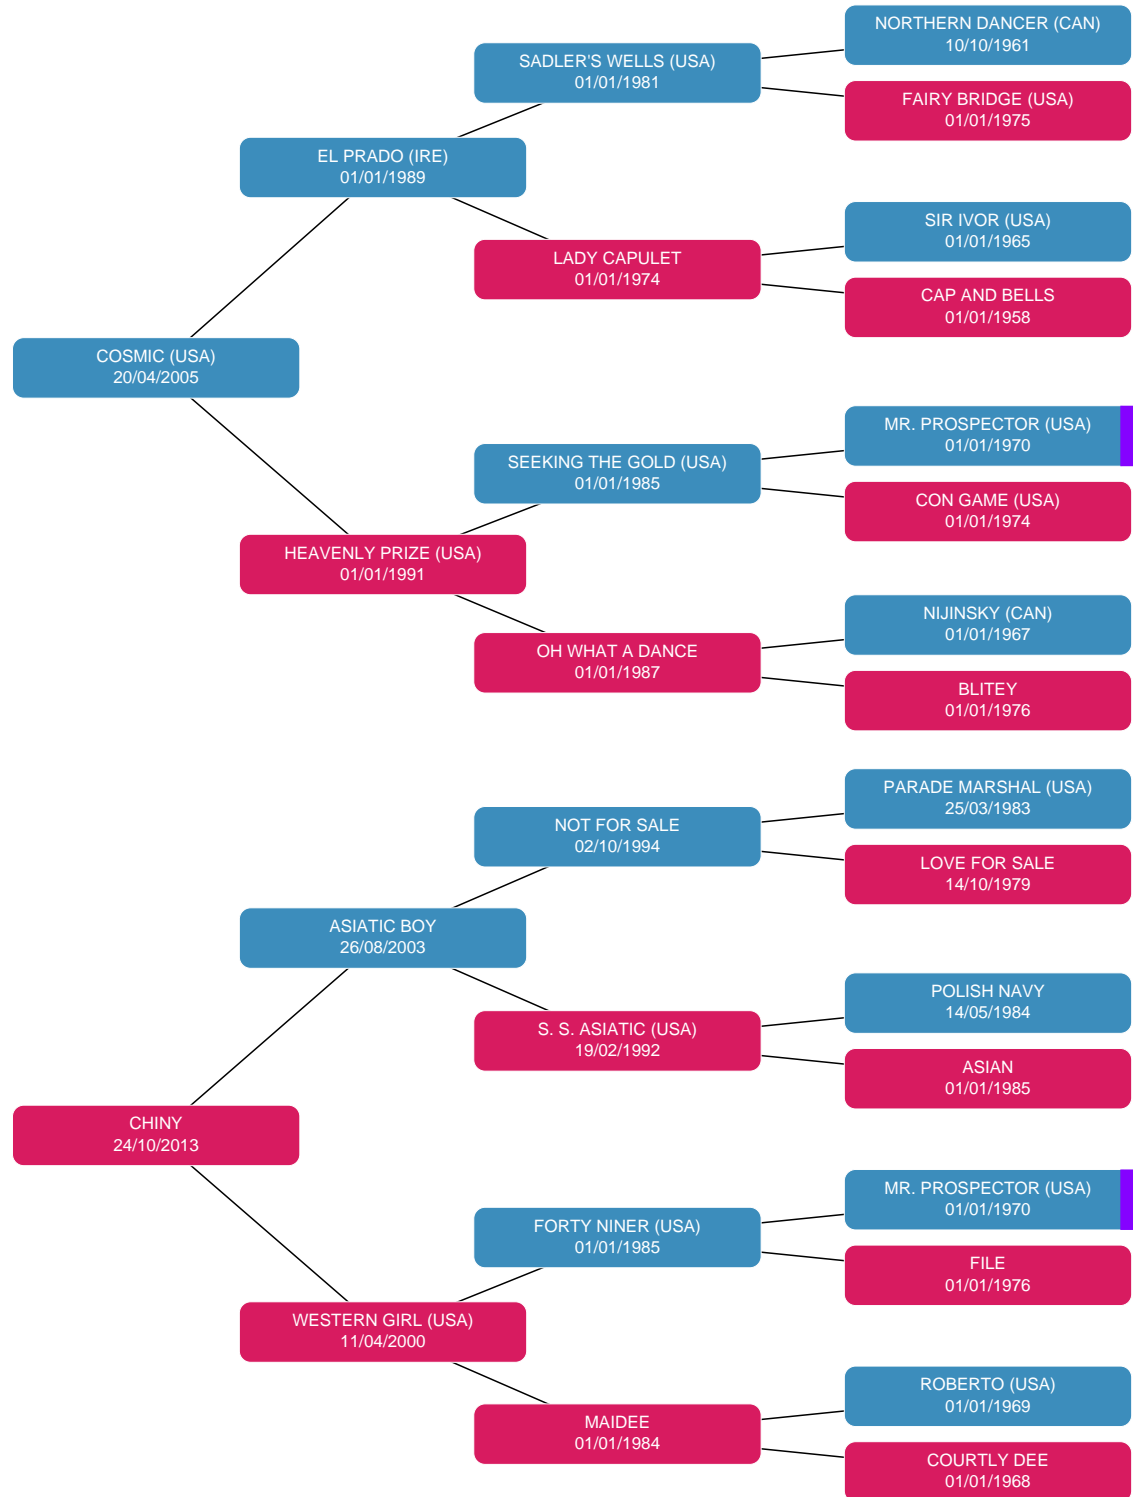 NORTHERN DANCER (CAN)
10/10/1961
SADLER'S WELLS (USA)
01/01/1981
FAIRY BRIDGE (USA)
01/01/1975
EL PRADO (IRE)
01/01/1989
SIR IVOR (USA)
01/01/1965
LADY CAPULET
01/01/1974
CAP AND BELLS
01/01/1958
COSMIC (USA)
20/04/2005
MR. PROSPECTOR (USA)
01/01/1970
SEEKING THE GOLD (USA)
01/01/1985
CON GAME (USA)
01/01/1974
HEAVENLY PRIZE (USA)
01/01/1991
NIJINSKY (CAN)
01/01/1967
OH WHAT A DANCE
01/01/1987
BLITEY
01/01/1976
PARADE MARSHAL (USA)
25/03/1983
NOT FOR SALE
02/10/1994
LOVE FOR SALE
14/10/1979
ASIATIC BOY
26/08/2003
POLISH NAVY
14/05/1984
S. S. ASIATIC (USA)
19/02/1992
ASIAN
01/01/1985
CHINY
24/10/2013
MR. PROSPECTOR (USA)
01/01/1970
FORTY NINER (USA)
01/01/1985
FILE
01/01/1976
WESTERN GIRL (USA)
11/04/2000
ROBERTO (USA)
01/01/1969
MAIDEE
01/01/1984
COURTLY DEE
01/01/1968